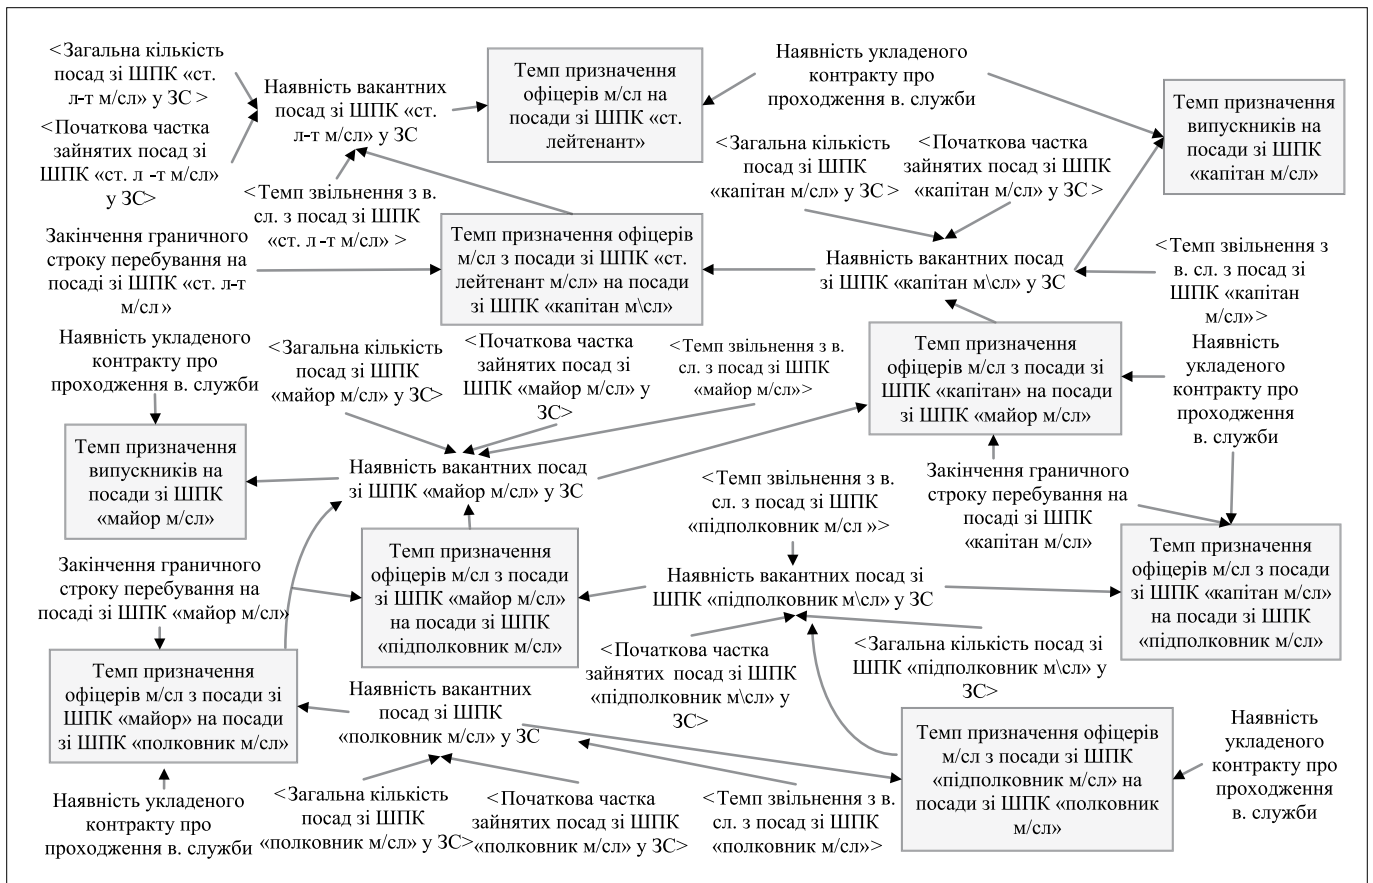 <Загальна кількість
посад зі ШПК «ст.
л-т м/сл» у ЗС >
<Початкова частка
зайнятих посад зі
ШПК «ст. л -т м/сл»
у ЗС>
Наявність вакантних
посад зі ШПК «ст.
л-т м/сл» у ЗС
Темп призначення
офіцерів м/сл на
посади зі ШПК «ст.
лейтенант»
Наявність укладеного
контракту про
проходження в. служби
Темп призначення
випускників на
посади зі ШПК
«капітан м/сл»
<Загальна кількість
посад зі ШПК
«капітан м/сл» у ЗС>
<Початкова частка
зайнятих посад зі ШПК
«капітан м/сл» у ЗС>
<Темп звільнення з в.
сл. з посад зі ШПК
«ст. л -т м/сл» >
Закінчення граничного
строку перебування на
посаді зі ШПК «ст. л-т
м/сл »
Темп призначення офіцерів
м/сл з посади зі ШПК «ст.
лейтенант м/сл» на посади
зі ШПК «капітан м\сл»
Наявність вакантних посад
зі ШПК «капітан м\сл» у ЗС
<Темп звільнення з
в. сл. з посад зі
ШПК «капітан
м/сл»>
Наявність укладеного
контракту про
проходження в. служби
<Загальна кількість
посад зі ШПК
«майор м/сл» у ЗС>
<Початкова частка
зайнятих посад зі
ШПК «майор м/сл» у
ЗС>
<Темп звільнення з в.
сл. з посад зі ШПК
«майор м/сл»>
Темп призначення
офіцерів м/сл з посади зі
ШПК «капітан» на посади
зі ШПК «майор м/сл»
Наявність
укладеного
контракту про
проходження
в. служби
Темп призначення
випускників на
посади зі ШПК
«майор м/сл»
Наявність вакантних посад
зі ШПК «майор м/сл» у ЗС
<Темп звільнення з в.
сл. з посад зі ШПК
«підполковник м/сл »>
Закінчення граничного
строку перебування на
посаді зі ШПК
«капітан м/сл»
Закінчення граничного
строку перебування на
посаді зі ШПК «майор м/сл»
Темп призначення
офіцерів м/сл з посади
зі ШПК «майор м/сл»
на посади зі ШПК
«підполковник м/сл»
Наявність вакантних посад зі
ШПК «підполковник м\сл» у ЗС
Темп призначення
офіцерів м/сл з посади
зі ШПК «капітан м/сл»
на посади зі ШПК
«підполковник м/сл»
<Початкова частка
зайнятих посад зі ШПК
«підполковник м\сл» у
ЗС>
<Загальна кількість посад зі
ШПК «підполковник м\сл» у
ЗС>
Темп призначення
офіцерів м/сл з посади зі
ШПК «майор» на посади
зі ШПК «полковник м/сл»
Наявність вакантних
посад зі ШПК
«полковник м/сл» у ЗС
Темп призначення офіцерів
м/сл з посади зі ШПК
«підполковник м/сл» на
посади зі ШПК «полковник
м/сл»
Наявність
укладеного
контракту про
проходження
в. служби
Наявність укладеного
контракту про
проходження в. служби
<Загальна кількість
посад зі ШПК
«полковник м/сл» у ЗС>
<Початкова частка
зайнятих посад зі ШПК
«полковник м/сл» у ЗС>
<Темп звільнення з в.
сл. з посад зі ШПК
«полковник м/сл»>